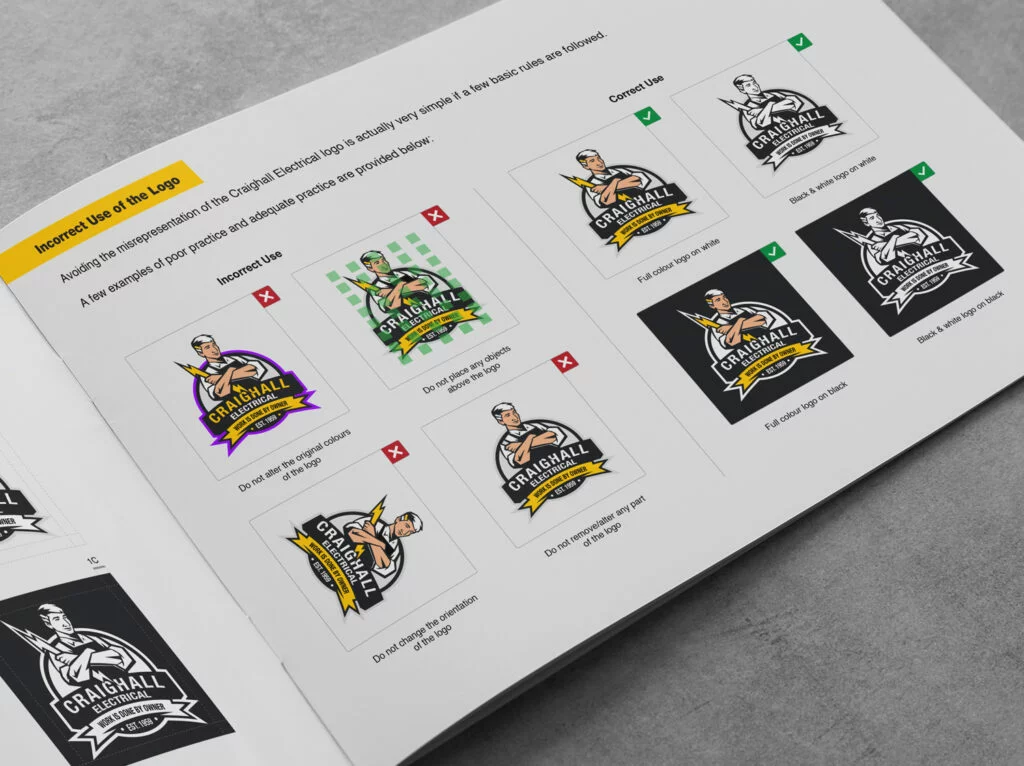 Incorrect Use of the Logo
Avoiding the misrepresentation of the Craighall Electrical logo is actually very simple if a few basic rules are followed.
A few examples of poor practice and adequate practice are provided below:
Incorrect Use
CRAIGHALL
ELECTRICAL
WORK IS DONE BY OWNER
EST. 1959
Do not alter the original colours
of the logo
CRAIGHALL
ELECTRICAL
WORK IS DONE BY OWNER
EST. 1959
Do not place any objects
above the logo
CRAIGHALL
ELECTRICAL
WORK IS DONE BY OWNER
EST. 1959
Do not change the orientation
of the logo
CRAIGHALL
ELECTRICAL
WORK IS DONE BY OWNER
EST. 1959
Do not remove/alter any part
of the logo
Correct Use
CRAIGHALL
ELECTRICAL
WORK IS DONE BY OWNER
EST. 1959
Full colour logo on white
CRAIGHALL
ELECTRICAL
WORK IS DONE BY OWNER
EST. 1959
Black & white logo on white
CRAIGHALL
ELECTRICAL
WORK IS DONE BY OWNER
EST. 1959
Full colour logo on black
CRAIGHALL
ELECTRICAL
WORK IS DONE BY OWNER
EST. 1959
Black & white logo on black
OWNER
1C
CRAIGHALL
ELECTRICAL
WORK IS DONE BY OWNER
EST. 1959